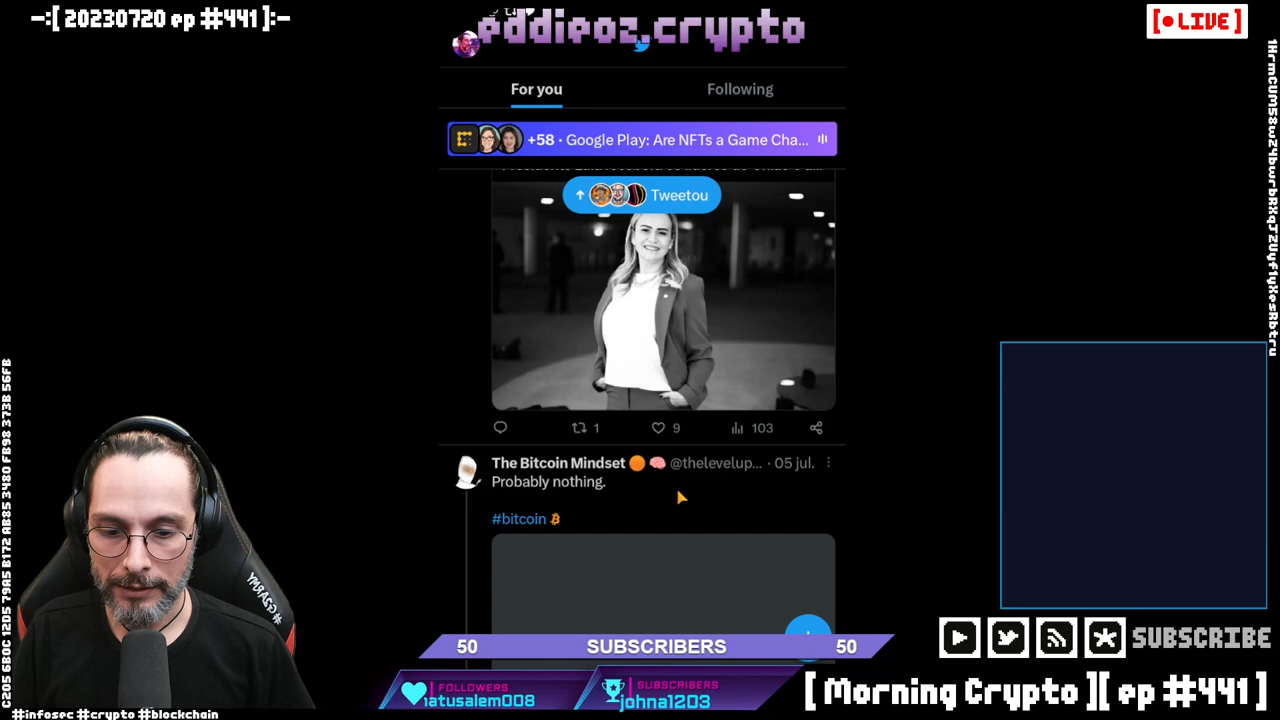 -:[ 20230720 ep #441 ]:-
eddieoz.crypto
[● LIVE ]
For you
Following
+58 · Google Play: Are NFTs a Game Cha...
Tweetou
1
9
103
The Bitcoin Mindset 🟠 🧠 @thelevelup... · 05 jul.
Probably nothing.
#bitcoin
#G2ARMY
50 SUBSCRIBERS 50
FOLLOWERS
iatusalem008
SUBSCRIBERS
johna1203
SUBSCRIBE
[ Morning Crypto ][ ep #441 ]
#infosec #crypto #blockchain